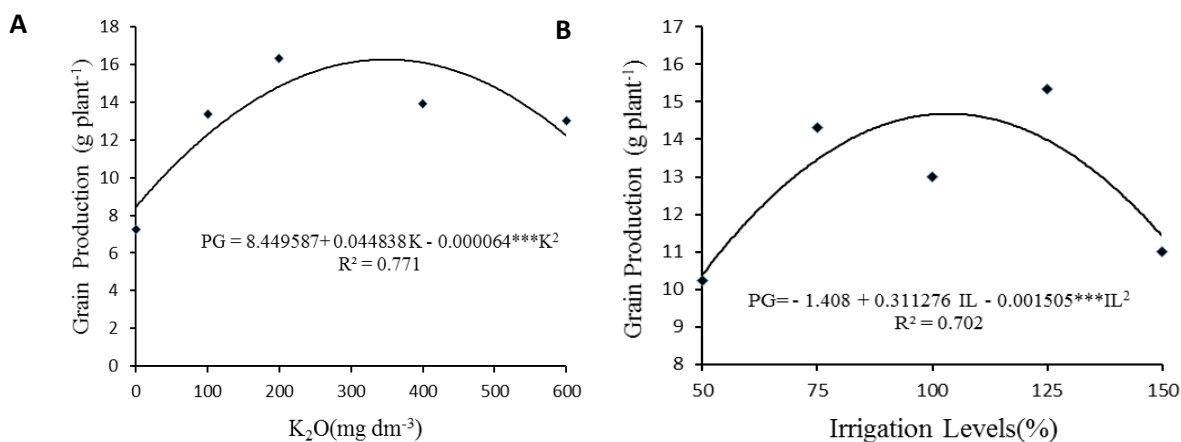 A
Grain Production (g plant⁻¹)
18
16
14
12
10
8
6
4
2
0
PG = 8.449587+ 0.044838K - 0.000064***K²
R² = 0.771
0 100 200 300 400 500 600
K₂O(mg dm⁻³)
B
Grain Production (g plant⁻¹)
17
16
15
14
13
12
11
10
9
8
PG= - 1.408 + 0.311276 IL - 0.001505***IL²
R² = 0.702
50 75 100 125 150
Irrigation Levels(%)